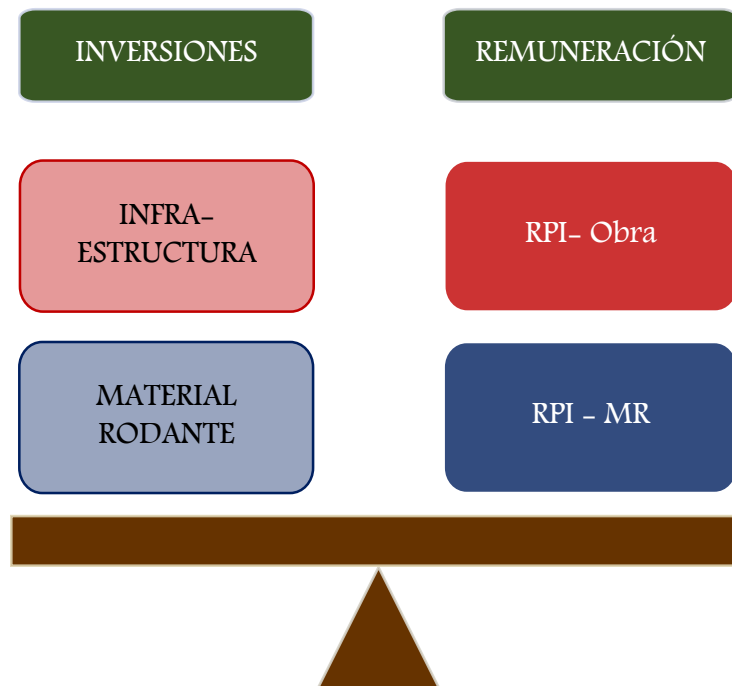 INVERSIONES
REMUNERACIÓN
INFRA-
ESTRUCTURA
RPI- Obra
MATERIAL
RODANTE
RPI - MR